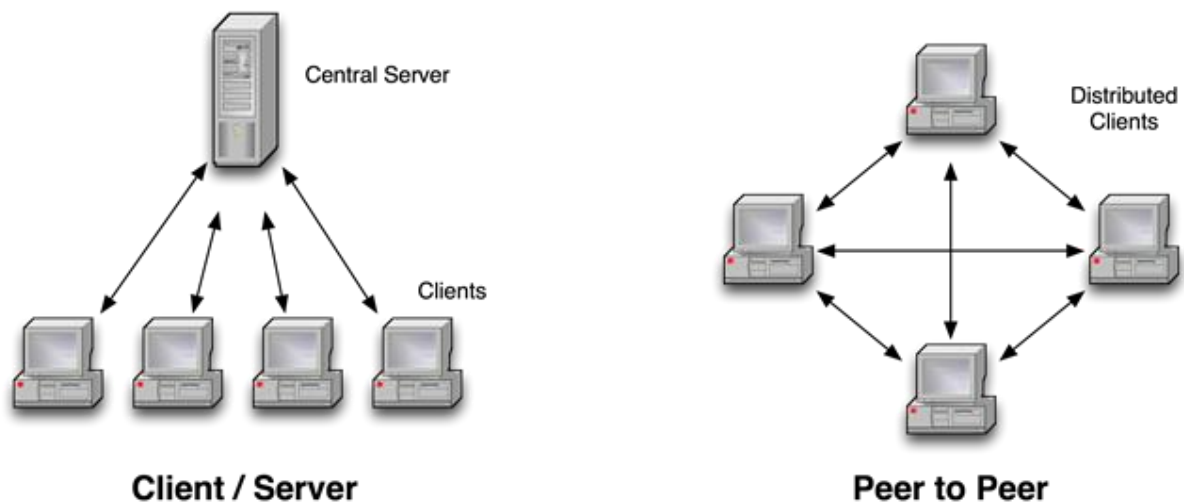 Central Server
Clients
Client / Server
Distributed
Clients
Peer to Peer